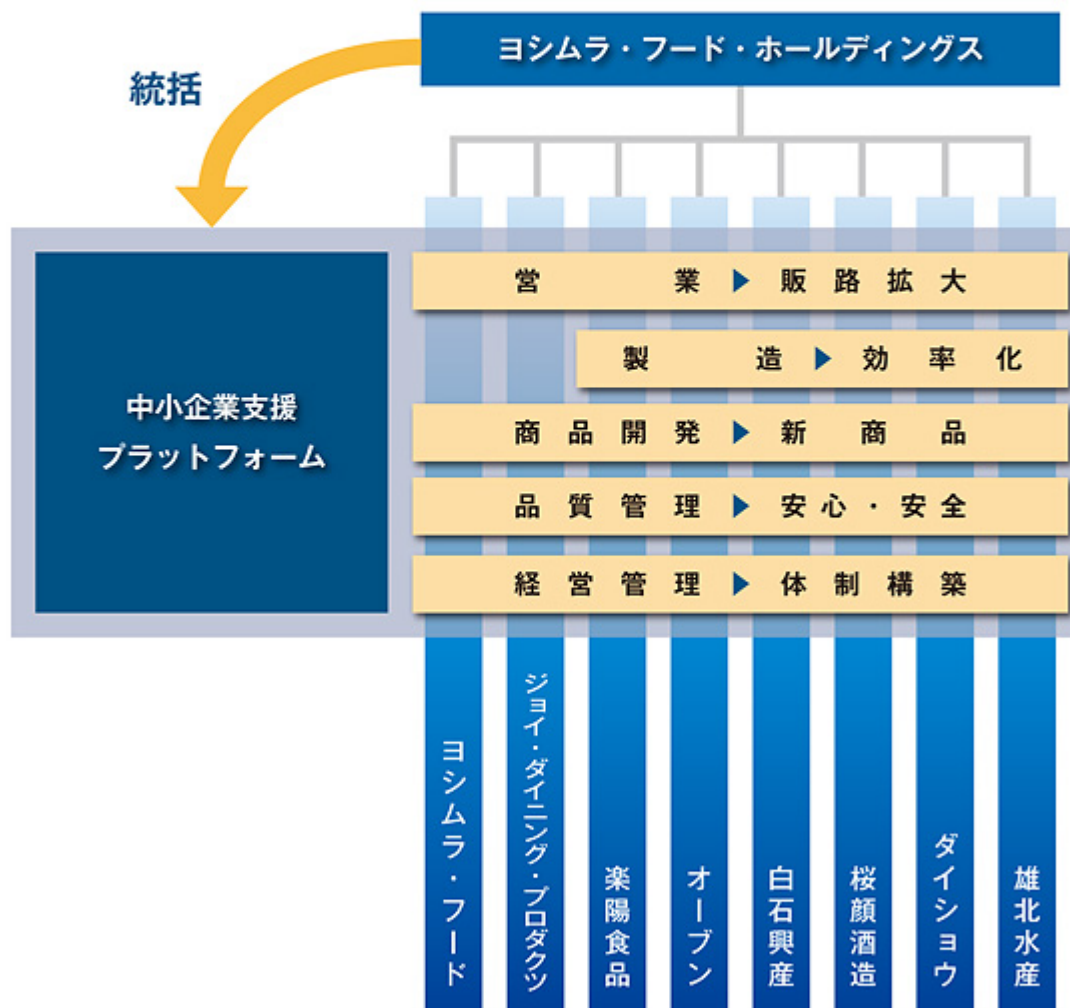 ヨシムラ・フード・ホールディングス
統括
中小企業支援
プラットフォーム
営業▶販路拡大
製造▶効率化
商品開発▶新商品
品質管理▶安心・安全
経営管理▶体制構築
ヨシムラ・フード
ジョイ・ダイニング・プロダクツ
楽陽食品
オーブン
白石興産
桜顔酒造
ダイショウ
雄北水産